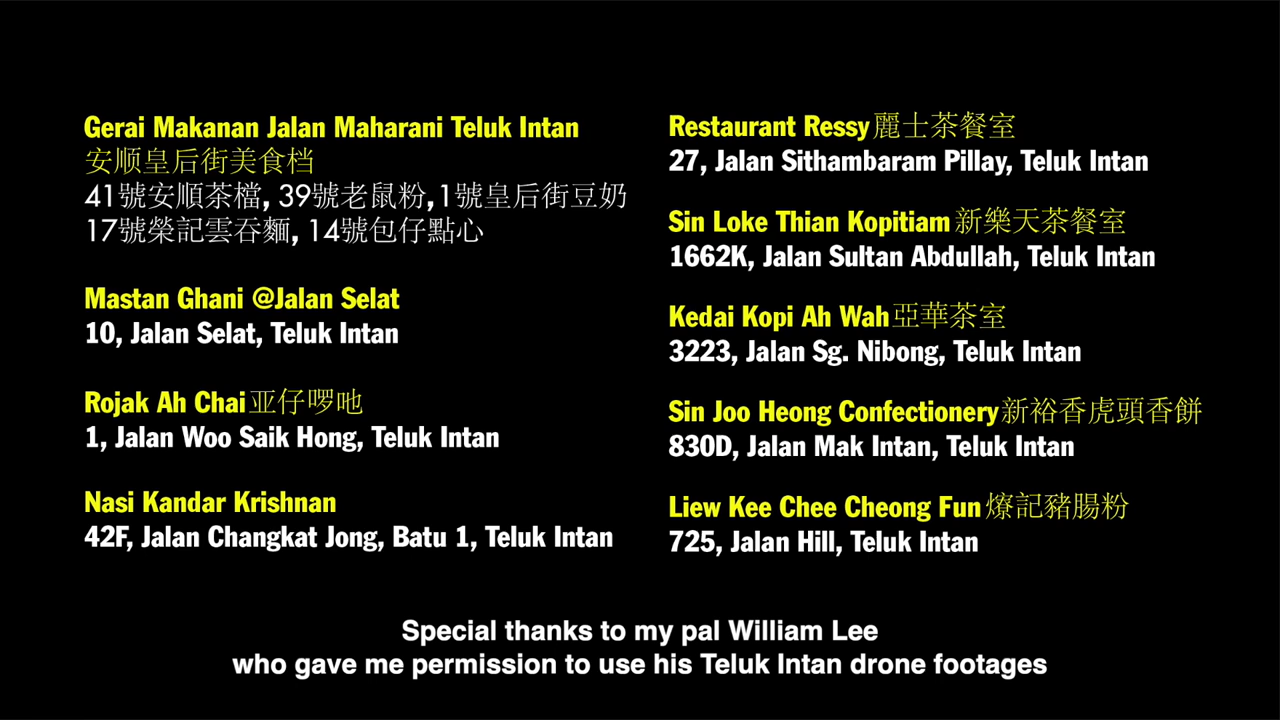 Gerai Makanan Jalan Maharani Teluk Intan
安顺皇后街美食档
41號安順茶檔, 39號老鼠粉,1號皇后街豆奶
17號榮記雲吞麵, 14號包仔點心
Mastan Ghani @Jalan Selat
10, Jalan Selat, Teluk Intan
Rojak Ah Chai亚仔啰吔
1, Jalan Woo Saik Hong, Teluk Intan
Nasi Kandar Krishnan
42F, Jalan Changkat Jong, Batu 1, Teluk Intan
Restaurant Ressy麗士茶餐室
27, Jalan Sithambaram Pillay, Teluk Intan
Sin Loke Thian Kopitiam新樂天茶餐室
1662K, Jalan Sultan Abdullah, Teluk Intan
Kedai Kopi Ah Wah亞華茶室
3223, Jalan Sg. Nibong, Teluk Intan
Sin Joo Heong Confectionery新裕香虎頭香餅
830D, Jalan Mak Intan, Teluk Intan
Liew Kee Chee Cheong Fun燎記豬腸粉
725, Jalan Hill, Teluk Intan
Special thanks to my pal William Lee
who gave me permission to use his Teluk Intan drone footages